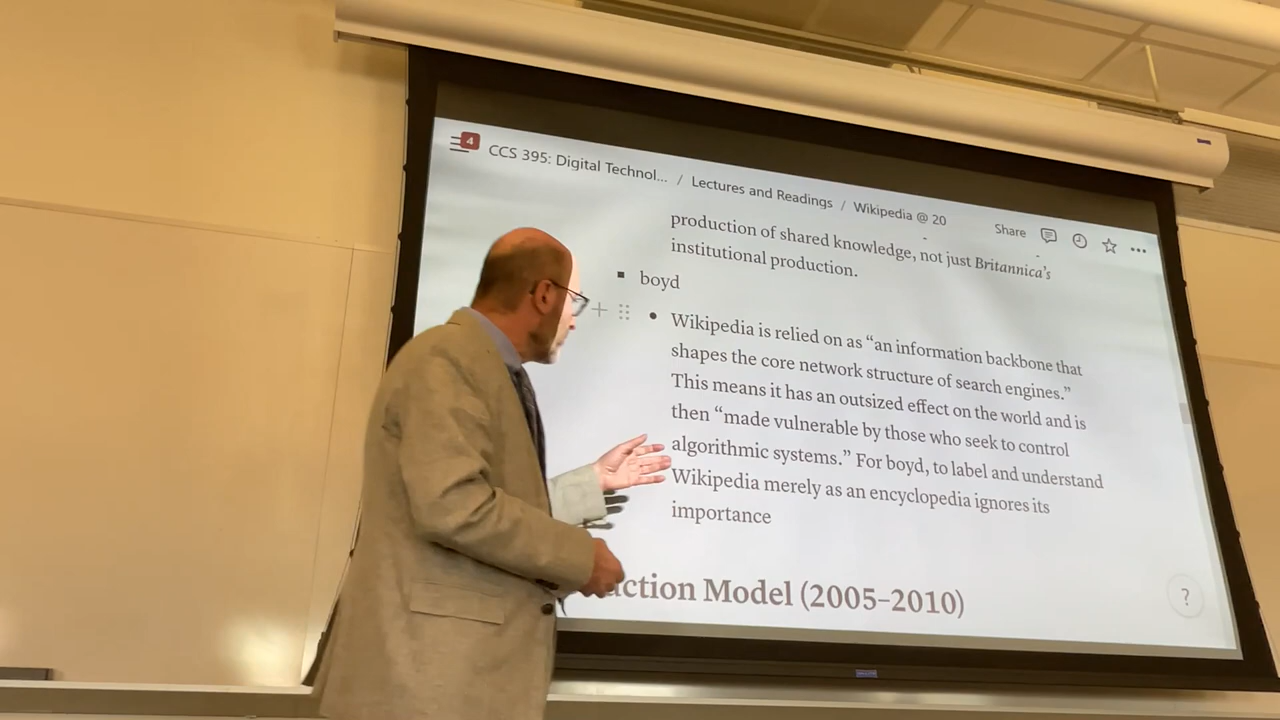 4
CCS 395: Digital Technol... / Lectures and Readings / Wikipedia @ 20
Share
production of shared knowledge, not just Britannica's
institutional production.
boyd
Wikipedia is relied on as “an information backbone that
shapes the core network structure of search engines.”
This means it has an outsized effect on the world and is
then “made vulnerable by those who seek to control
algorithmic systems.” For boyd, to label and understand
Wikipedia merely as an encyclopedia ignores its
importance
Model (2005–2010)
?